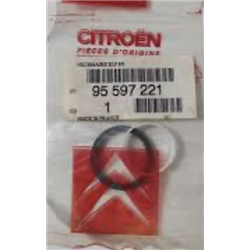 CITROËN
PIECES D'ORIGINE
95 597 221
1
MADE IN FRANCE